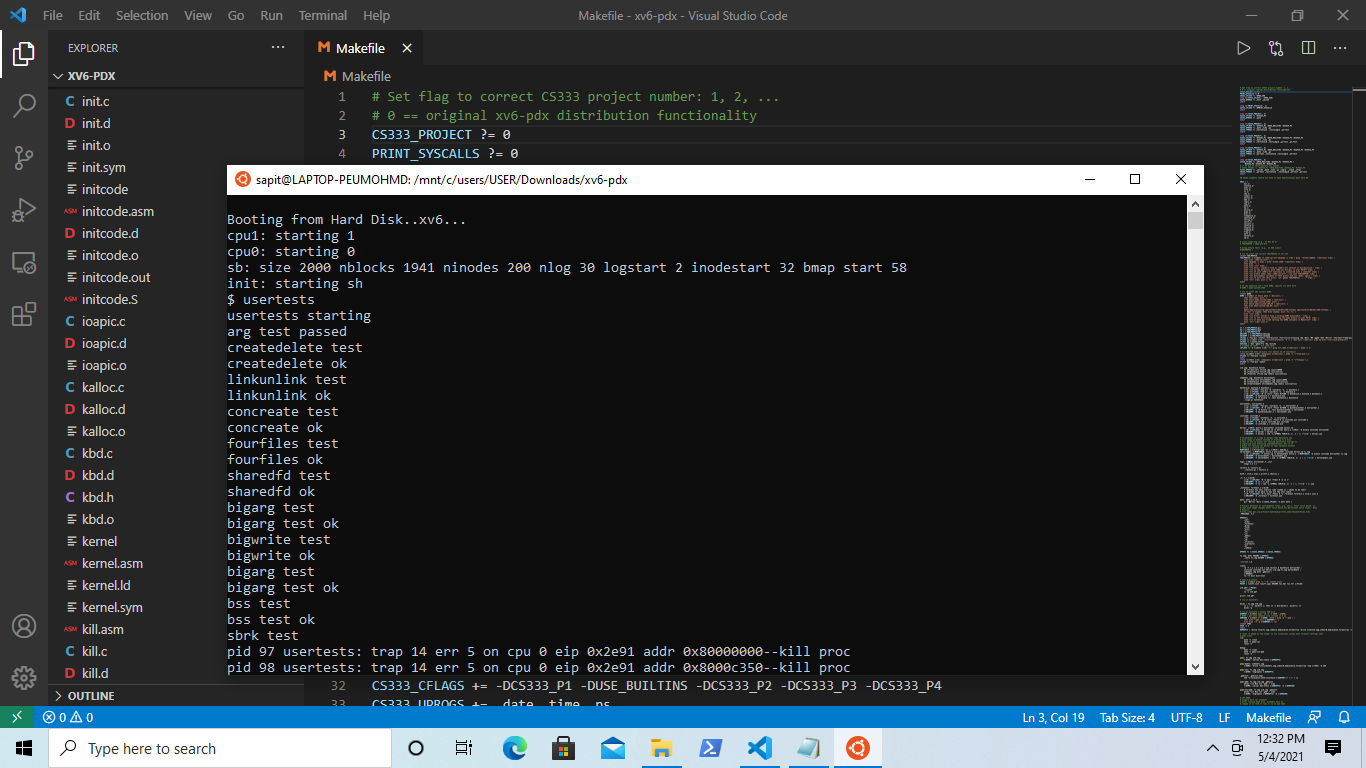 File Edit Selection View Go Run Terminal Help
Makefile - xv6-pdx - Visual Studio Code
EXPLORER
XV6-PDX
C init.c
D init.d
init.o
init.sym
initcode
ASM initcode.asm
D initcode.d
initcode.o
initcode.out
ASM initcode.S
C ioapic.c
D ioapic.d
ioapic.o
C kalloc.c
D kalloc.d
kalloc.o
C kbd.c
D kbd.d
C kbd.h
kbd.o
kernel
ASM kernel.asm
kernel.ld
kernel.sym
ASM kill.asm
C kill.c
D kill.d
OUTLINE
M Makefile
M Makefile
1 # Set flag to correct CS333 project number: 1, 2, ...
2 # 0 == original xv6-pdx distribution functionality
3 CS333_PROJECT ?= 0
4 PRINT_SYSCALLS ?= 0
sapit@LAPTOP-PEUMOHMD: /mnt/c/users/USER/Downloads/xv6-pdx
Booting from Hard Disk..xv6...
cpu1: starting 1
cpu0: starting 0
sb: size 2000 nblocks 1941 ninodes 200 nlog 30 logstart 2 inodestart 32 bmap start 58
init: starting sh
$ usertests
usertests starting
arg test passed
createdelete test
createdelete ok
linkunlink test
linkunlink ok
concreate test
concreate ok
fourfiles test
fourfiles ok
sharedfd test
sharedfd ok
bigarg test
bigarg test ok
bigwrite test
bigwrite ok
bigarg test
bigarg test ok
bss test
bss test ok
sbrk test
pid 97 usertests: trap 14 err 5 on cpu 0 eip 0x2e91 addr 0x80000000--kill proc
pid 98 usertests: trap 14 err 5 on cpu 0 eip 0x2e91 addr 0x8000c350--kill proc
32 CS333_CFLAGS += -DCS333_P1 -DUSE_BUILTINS -DCS333_P2 -DCS333_P3 -DCS333_P4
33 CS333_UPROGS += _date _time _ps
0 0
Ln 3, Col 19 Tab Size: 4 UTF-8 LF Makefile
Type here to search
12:32 PM
5/4/2021